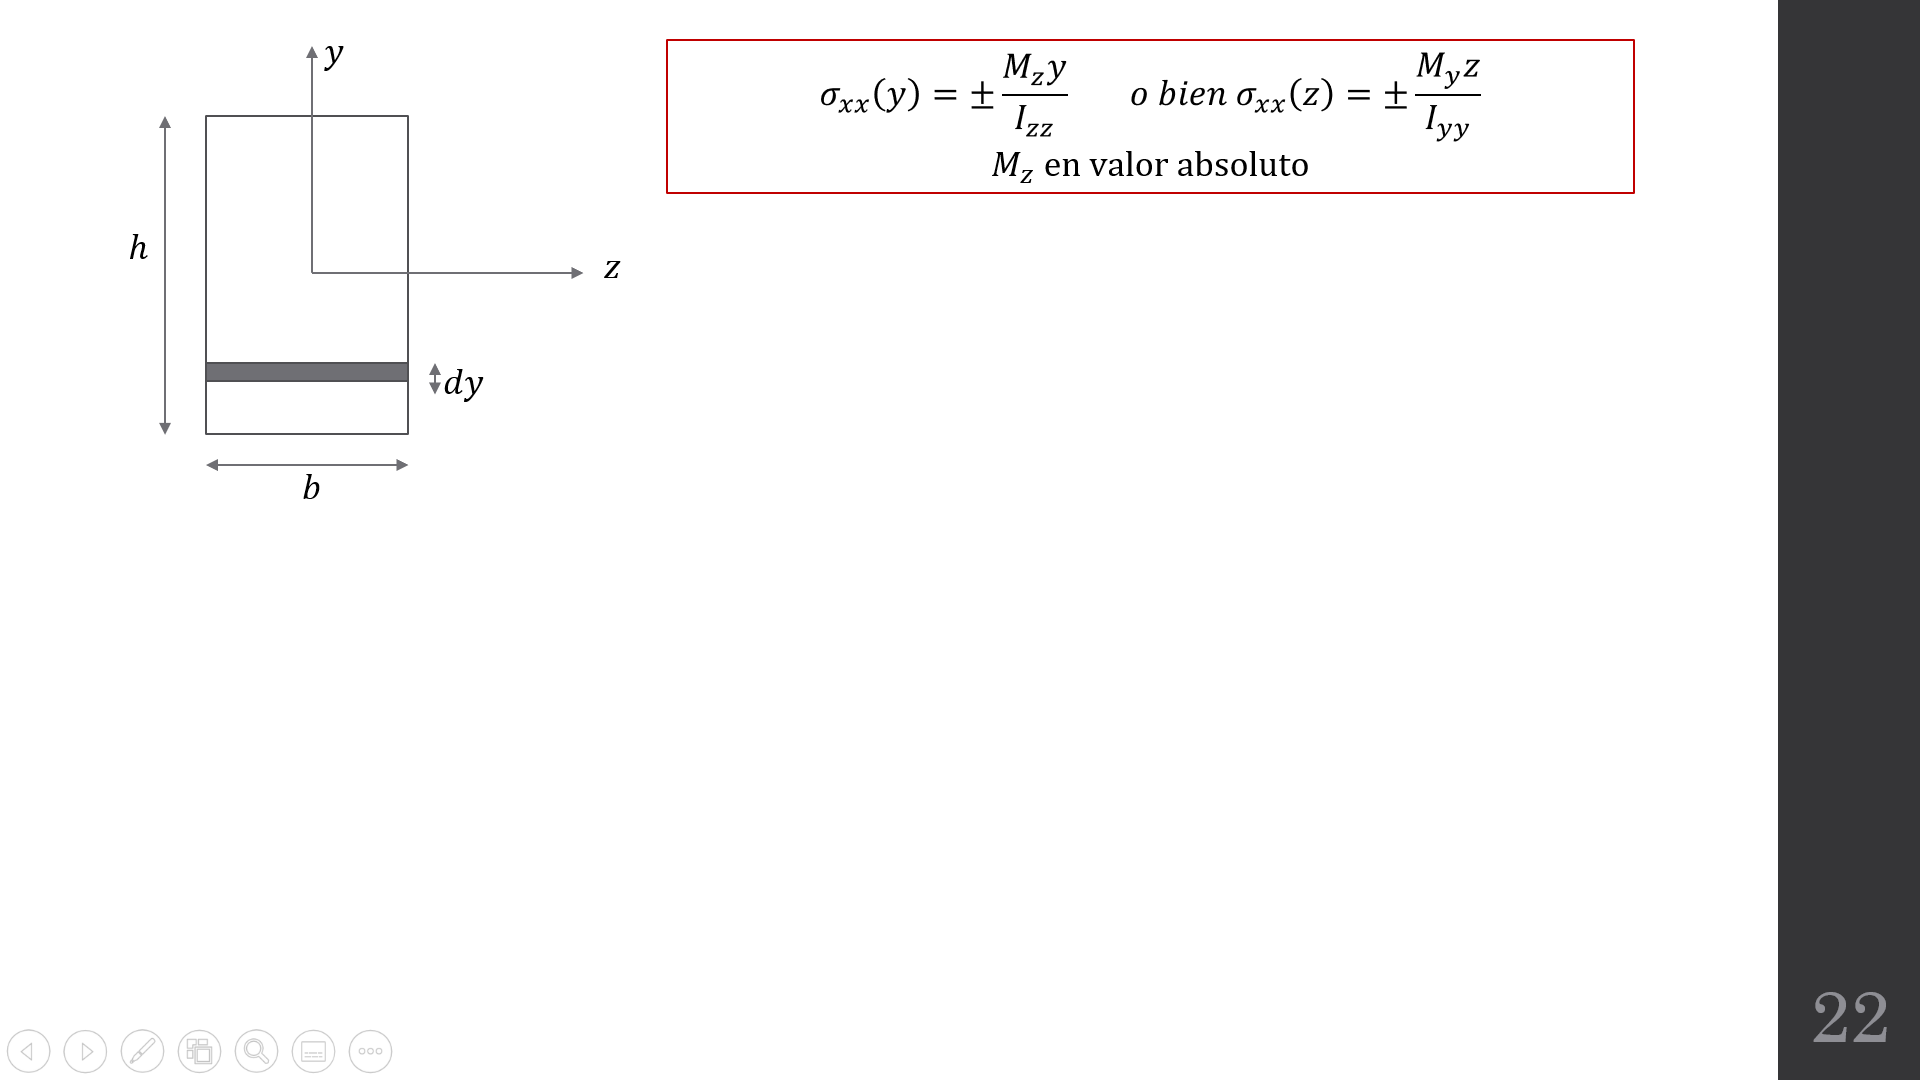 y
h
z
dy
b
σ_xx(y) = ± M_z y / I_zz o bien σ_xx(z) = ± M_y z / I_yy
M_z en valor absoluto
22